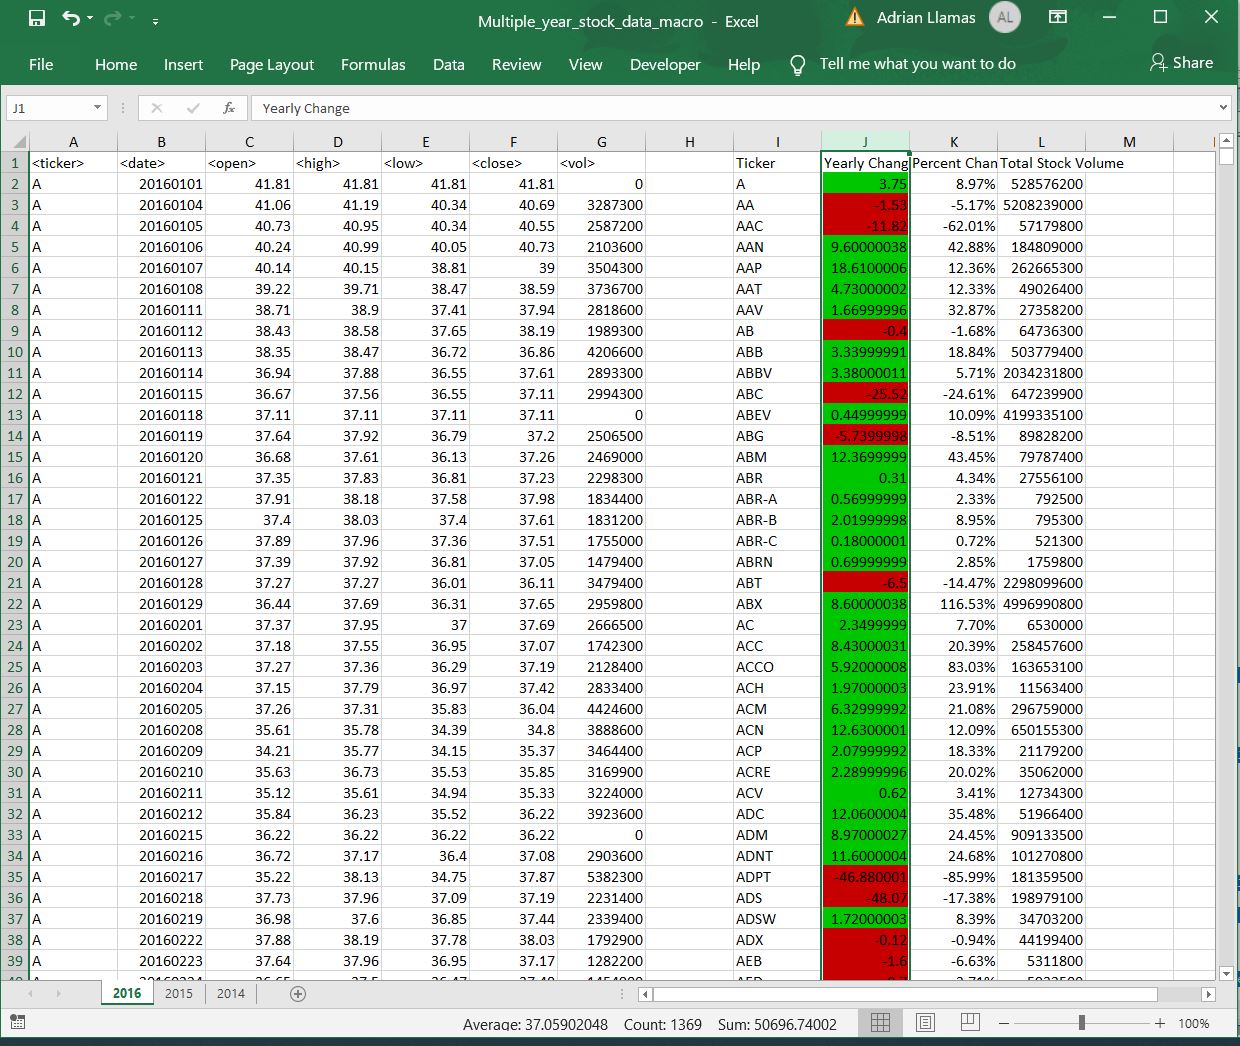 Multiple_year_stock_data_macro - Excel
Adrian Llamas AL
File Home Insert Page Layout Formulas Data Review View Developer Help Tell me what you want to do Share
J1 fx Yearly Change
A B C D E F G H I J K L M
1 <ticker> <date> <open> <high> <low> <close> <vol> Ticker Yearly Chang Percent Chan Total Stock Volume
2 A 20160101 41.81 41.81 41.81 41.81 0 A 3.75 8.97% 528576200
3 A 20160104 41.06 41.19 40.34 40.69 3287300 AA -1.53 -5.17% 5208239000
4 A 20160105 40.73 40.95 40.34 40.55 2587200 AAC -11.82 -62.01% 57179800
5 A 20160106 40.24 40.99 40.05 40.73 2103600 AAN 9.60000038 42.88% 184809000
6 A 20160107 40.14 40.15 38.81 39 3504300 AAP 18.6100006 12.36% 262665300
7 A 20160108 39.22 39.71 38.47 38.59 3736700 AAT 4.73000002 12.33% 49026400
8 A 20160111 38.71 38.9 37.41 37.94 2818600 AAV 1.66999996 32.87% 27358200
9 A 20160112 38.43 38.58 37.65 38.19 1989300 AB -0.4 -1.68% 64736300
10 A 20160113 38.35 38.47 36.72 36.86 4206600 ABB 3.33999991 18.84% 503779400
11 A 20160114 36.94 37.88 36.55 37.61 2893300 ABBV 3.38000011 5.71% 2034231800
12 A 20160115 36.67 37.56 36.55 37.11 2994300 ABC -25.52 -24.61% 647239900
13 A 20160118 37.11 37.11 37.11 37.11 0 ABEV 0.44999999 10.09% 4199335100
14 A 20160119 37.64 37.92 36.79 37.2 2506500 ABG -5.7399998 -8.51% 89828200
15 A 20160120 36.68 37.61 36.13 37.26 2469000 ABM 12.3699999 43.45% 79787400
16 A 20160121 37.35 37.83 36.81 37.23 2298300 ABR 0.31 4.34% 27556100
17 A 20160122 37.91 38.18 37.58 37.98 1834400 ABR-A 0.56999999 2.33% 792500
18 A 20160125 37.4 38.03 37.4 37.61 1831200 ABR-B 2.01999998 8.95% 795300
19 A 20160126 37.89 37.96 37.36 37.51 1755000 ABR-C 0.18000001 0.72% 521300
20 A 20160127 37.39 37.92 36.81 37.05 1479400 ABRN 0.69999999 2.85% 1759800
21 A 20160128 37.27 37.27 36.01 36.11 3479400 ABT -6.5 -14.47% 2298099600
22 A 20160129 36.44 37.69 36.31 37.65 2959800 ABX 8.60000038 116.53% 4996990800
23 A 20160201 37.37 37.95 37 37.69 2666500 AC 2.3499999 7.70% 6530000
24 A 20160202 37.18 37.55 36.95 37.07 1742300 ACC 8.43000031 20.39% 258457600
25 A 20160203 37.27 37.36 36.29 37.19 2128400 ACCO 5.92000008 83.03% 163653100
26 A 20160204 37.15 37.79 36.97 37.42 2833400 ACH 1.97000003 23.91% 11563400
27 A 20160205 37.26 37.31 35.83 36.04 4424600 ACM 6.32999992 21.08% 296759000
28 A 20160208 35.61 35.78 34.39 34.8 3888600 ACN 12.6300001 12.09% 650155300
29 A 20160209 34.21 35.77 34.15 35.37 3464400 ACP 2.07999992 18.33% 21179200
30 A 20160210 35.63 36.73 35.53 35.85 3169900 ACRE 2.28999996 20.02% 35062000
31 A 20160211 35.12 35.61 34.94 35.33 3224000 ACV 0.62 3.41% 12734300
32 A 20160212 35.84 36.23 35.52 36.22 3923600 ADC 12.0600004 35.48% 51966400
33 A 20160215 36.22 36.22 36.22 36.22 0 ADM 8.97000027 24.45% 909133500
34 A 20160216 36.72 37.17 36.4 37.08 2903600 ADNT 11.6000004 24.68% 101270800
35 A 20160217 35.22 38.13 34.75 37.87 5382300 ADPT -46.880001 -85.99% 181359500
36 A 20160218 37.73 37.96 37.09 37.19 2231400 ADS -48.07 -17.38% 198979100
37 A 20160219 36.98 37.6 36.85 37.44 2339400 ADSW 1.72000003 8.39% 34703200
38 A 20160222 37.88 38.19 37.78 38.03 1792900 ADX -0.12 -0.94% 44199400
39 A 20160223 37.64 37.96 36.95 37.17 1282200 AEB -1.6 -6.63% 5311800
2016 2015 2014
Average: 37.05902048 Count: 1369 Sum: 50696.74002 100%